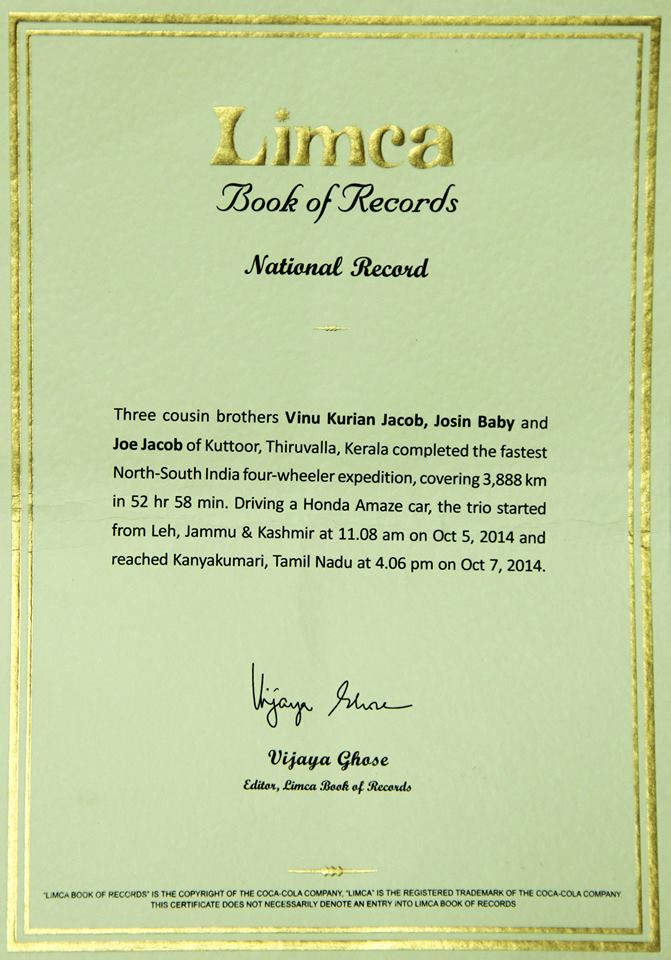 Limca
Book of Records
National Record
Three cousin brothers Vinu Kurian Jacob, Josin Baby and
Joe Jacob of Kuttoor, Thiruvalla, Kerala completed the fastest
North-South India four-wheeler expedition, covering 3,888 km
in 52 hr 58 min. Driving a Honda Amaze car, the trio started
from Leh, Jammu & Kashmir at 11.08 am on Oct 5, 2014 and
reached Kanyakumari, Tamil Nadu at 4.06 pm on Oct 7, 2014.
Vijaya Ghose
Vijaya Ghose
Editor, Limca Book of Records
"LIMCA BOOK OF RECORDS" IS THE COPYRIGHT OF THE COCA-COLA COMPANY. "LIMCA" IS THE REGISTERED TRADEMARK OF THE COCA-COLA COMPANY
THIS CERTIFICATE DOES NOT NECESSARILY DENOTE AN ENTRY INTO LIMCA BOOK OF RECORDS